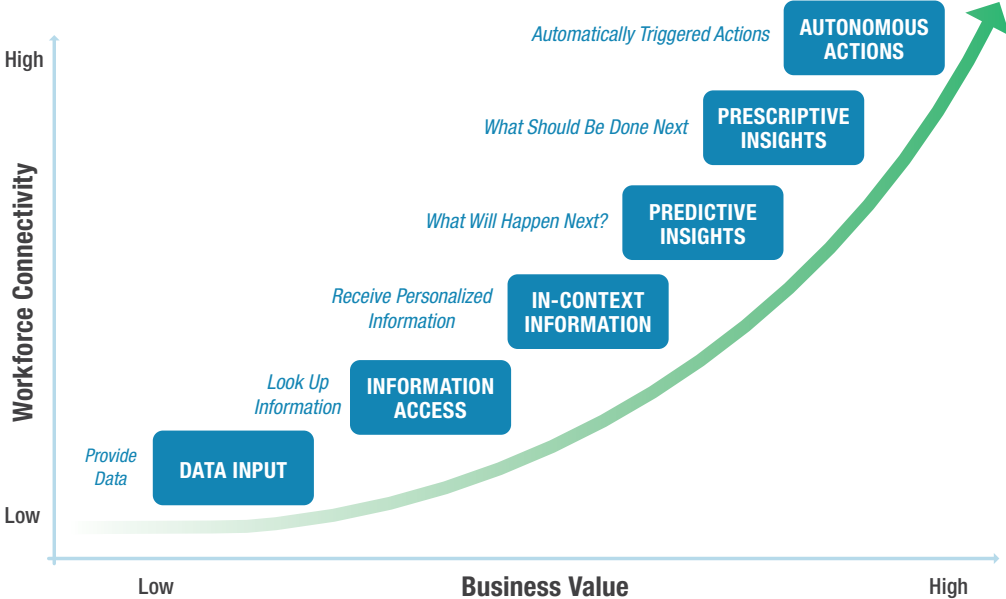 High
Workforce Connectivity
Low
Automatically Triggered Actions
AUTONOMOUS
ACTIONS
What Should Be Done Next
PRESCRIPTIVE
INSIGHTS
What Will Happen Next?
PREDICTIVE
INSIGHTS
Receive Personalized
Information
IN-CONTEXT
INFORMATION
Look Up
Information
INFORMATION
ACCESS
Provide
Data
DATA INPUT
Low
Business Value
High